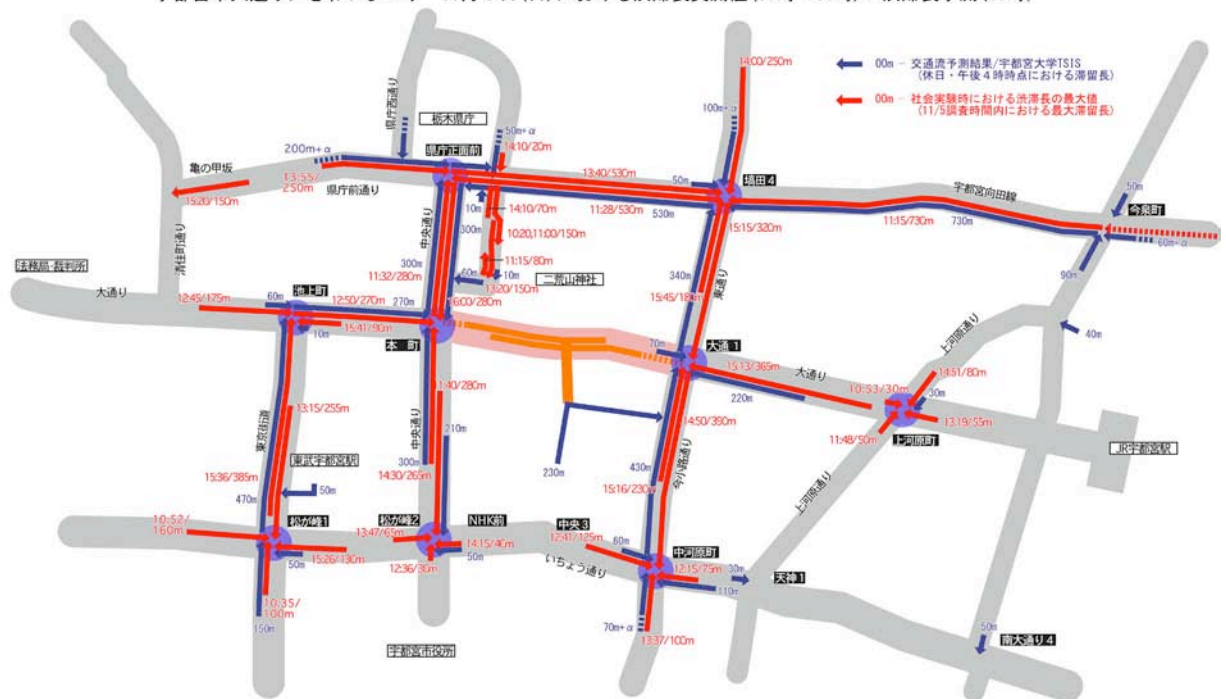 00m - 交通流予測結果/宇都宮大学TSIS
(休日・午後4時時点における滞留長)
00m - 社会実験時における渋滞長の最大値
(11/5調査時間内における最大滞留長)
14:00/250m
100m+α
県庁西通り
栃木県庁
50m+α
14:10/20m
200m+α
県庁正面前
亀の甲坂
13:55/
250m
県庁前通り
13:40/530m
50m
塙田4
宇都宮向田線
50m
今泉町
15:20/150m
11:28/530m
530m
11:15/730m
730m
60m+α
10m
14:10/70m
300m
15:15/320m
10:20,11:00/150m
中央通り
清住町通り
11:15/80m
300m
11:32/280m
60m
10m
二荒山神社
13:20/150m
340m
東通り
90m
法務局・裁判所
大通り
12:45/175m
池上町
60m
12:50/270m
270m
16:00/280m
15:45/180m
上河原通り
40m
10m
15:41/90m
本 町
70m
大通1
15:13/365m
大通り
1:40/280m
220m
10:53/30m
14:51/80m
30m
13:19/55m
13:15/255m
東京街道
中央通り
210m
14:50/390m
今小路通り
11:48/50m
上河原町
JR宇都宮駅
東武宇都宮駅
300m
14:30/265m
230m
430m
15:36/385m
470m
50m
15:16/230m
上河原通り
10:52/
160m
松が峰1
13:47/65m
松が峰2
NHK前
14:15/40m
中央3
12:41/125m
60m
中河原町
50m
15:26/130m
12:36/30m
50m
いちょう通り
12:15/75m
30m
110m
天神1
10:35/
100m
150m
70m+α
13:37/100m
50m
南大通り4
宇都宮市役所